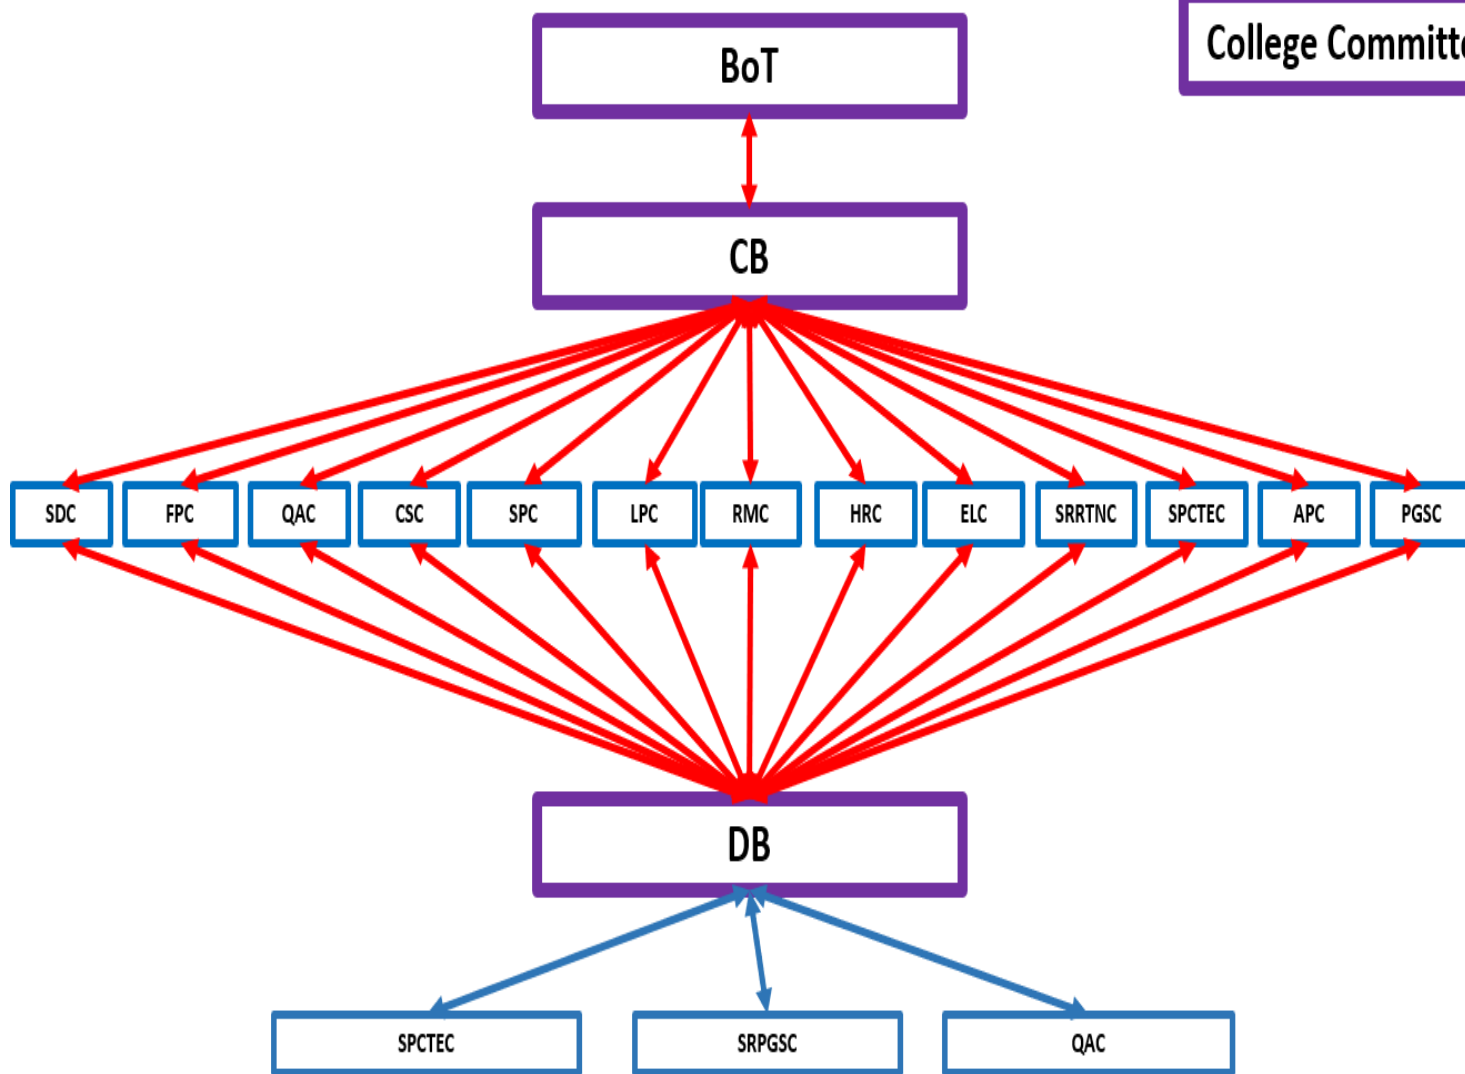 College Committe
BoT
CB
SDC FPC QAC CSC SPC LPC RMC HRC ELC SRRTNC SPCTEC APC PGSC
DB
SPCTEC SRPGSC QAC